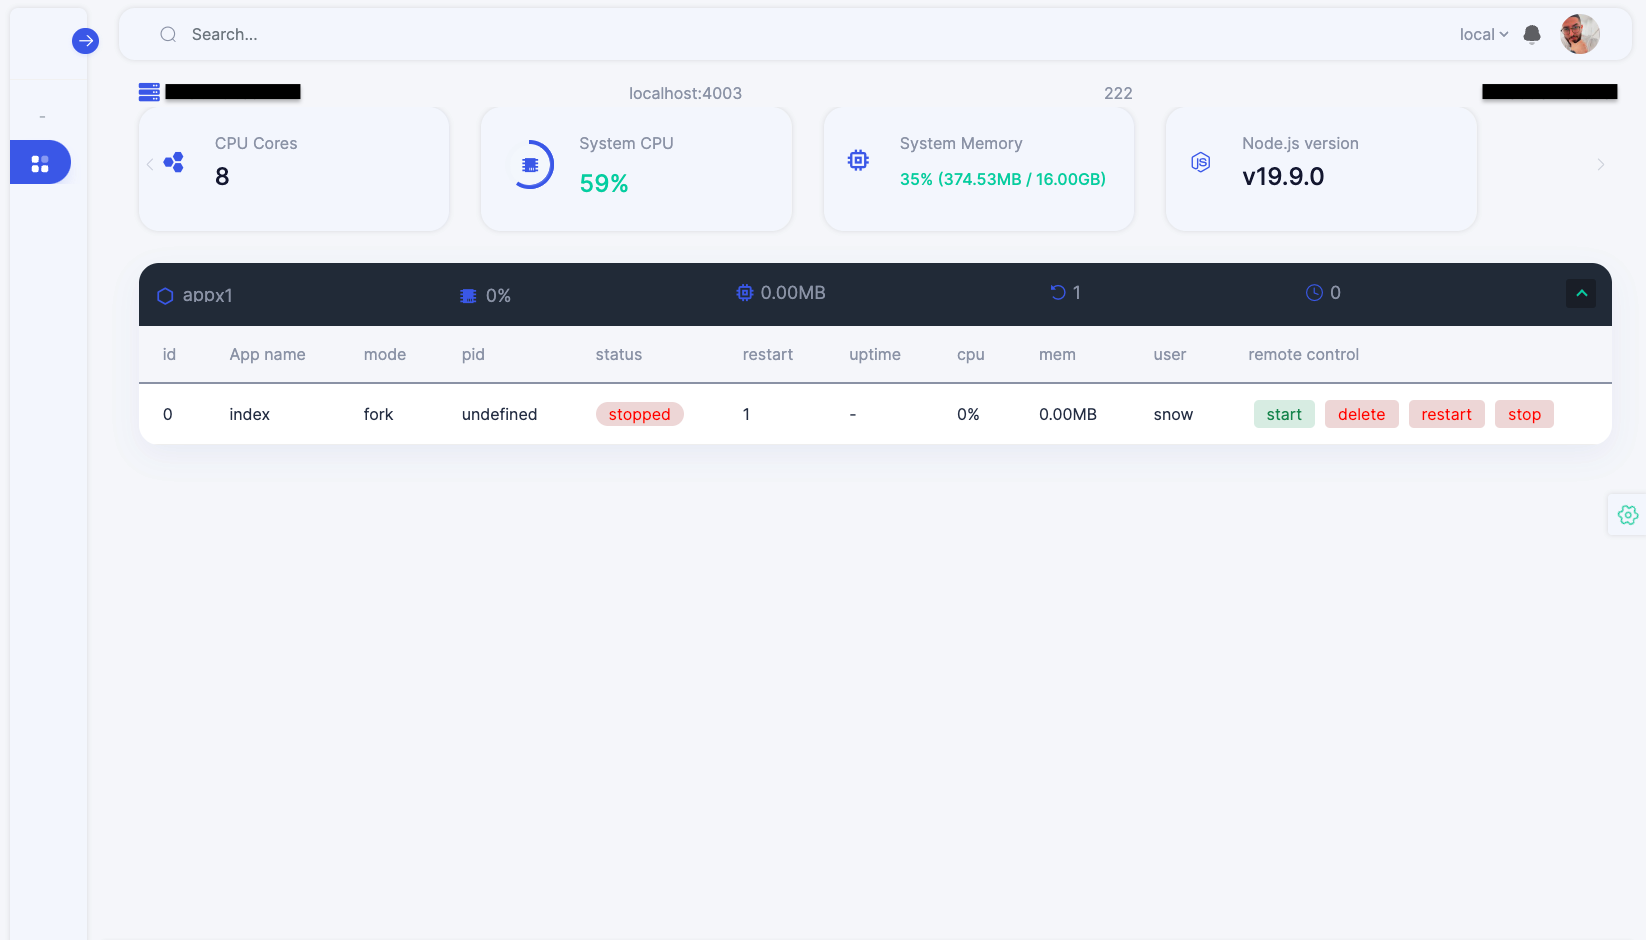 Search...
local
localhost:4003
222
CPU Cores
8
System CPU
59%
System Memory
35% (374.53MB / 16.00GB)
Node.js version
v19.9.0
appx1
0%
0.00MB
1
0
id App name mode pid status restart uptime cpu mem user remote control
0 index fork undefined stopped 1 - 0% 0.00MB snow start delete restart stop